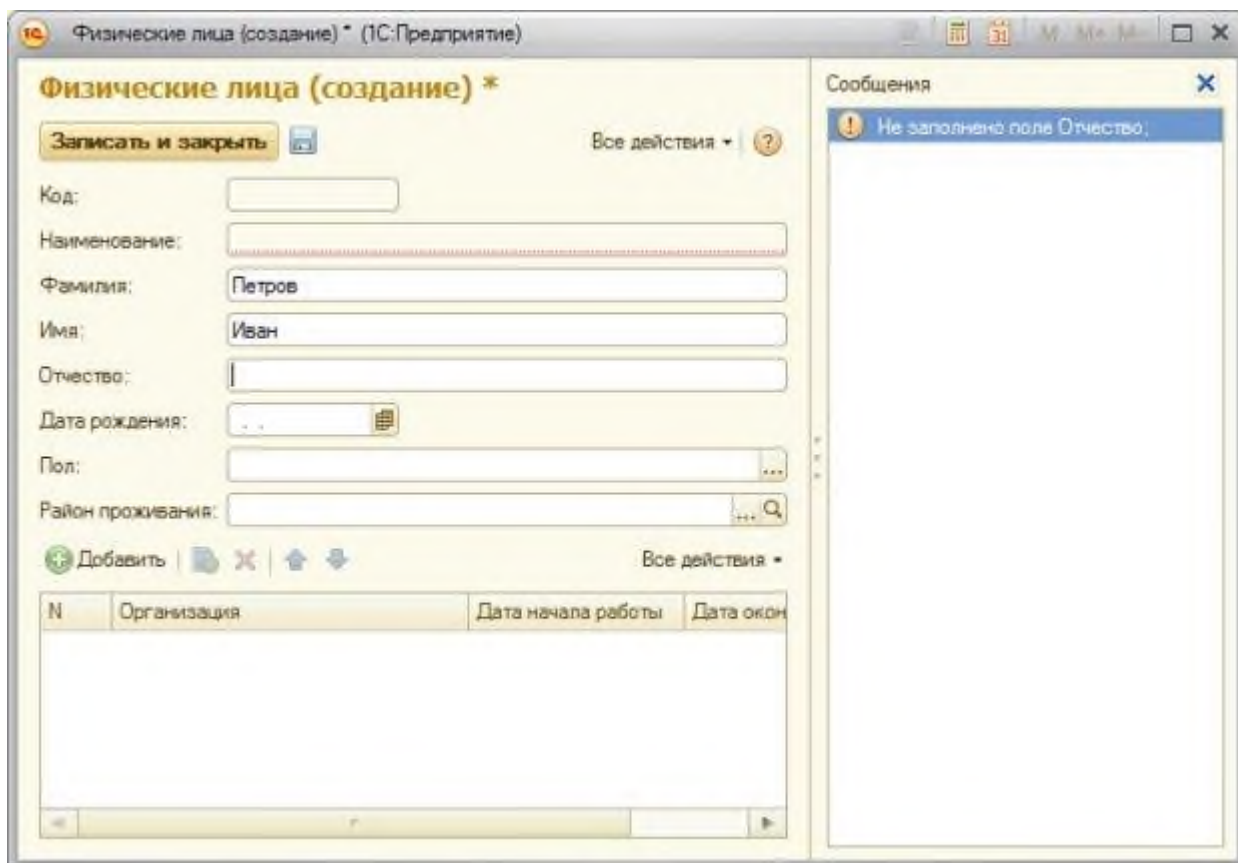 1С Физические лица (создание) * (1С:Предприятие) 31 M M+ M-
Физические лица (создание) *
Записать и закрыть Все действия ?
Код:
Наименование:
Фамилия: Петров
Имя: Иван
Отчество:
Дата рождения: . .
Пол: ...
Район проживания: ...
Добавить Все действия
N Организация Дата начала работы Дата окон
Сообщения
Не заполнено поле Отчество;